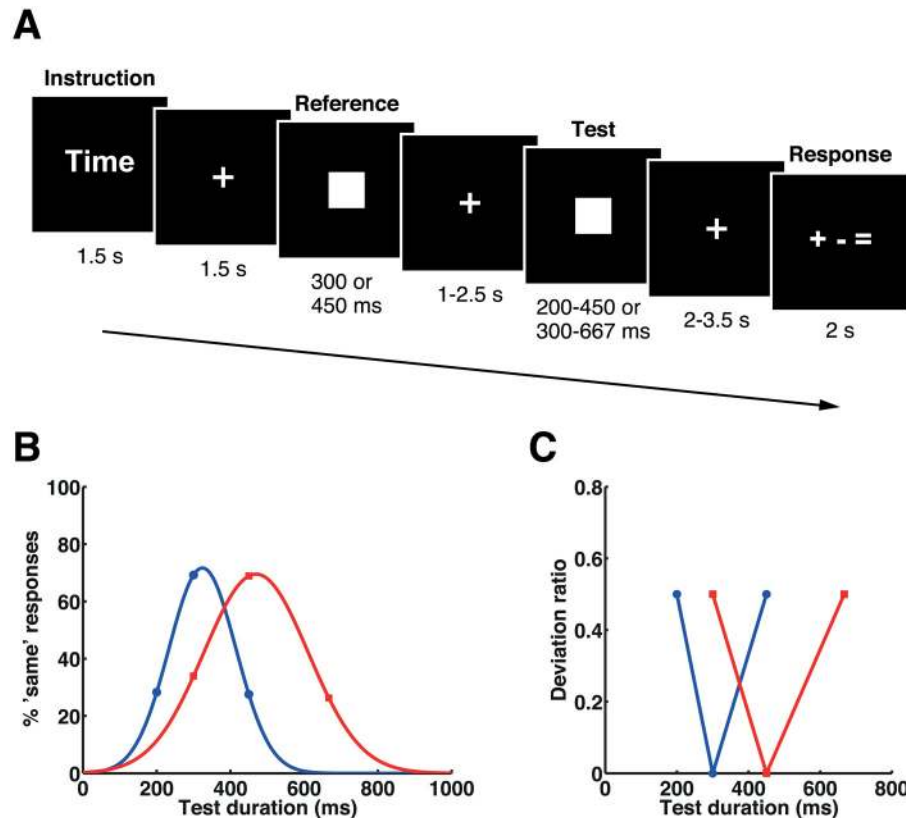 A
Instruction
Reference
Test
Response
Time
+
+
+
+ - =
1.5 s
1.5 s
300 or
450 ms
1-2.5 s
200-450 or
300-667 ms
2-3.5 s
2 s
B
100
80
60
40
20
0
% 'same' responses
0 200 400 600 800 1000
Test duration (ms)
C
0.8
0.6
0.4
0.2
0
Deviation ratio
0 200 400 600 800
Test duration (ms)